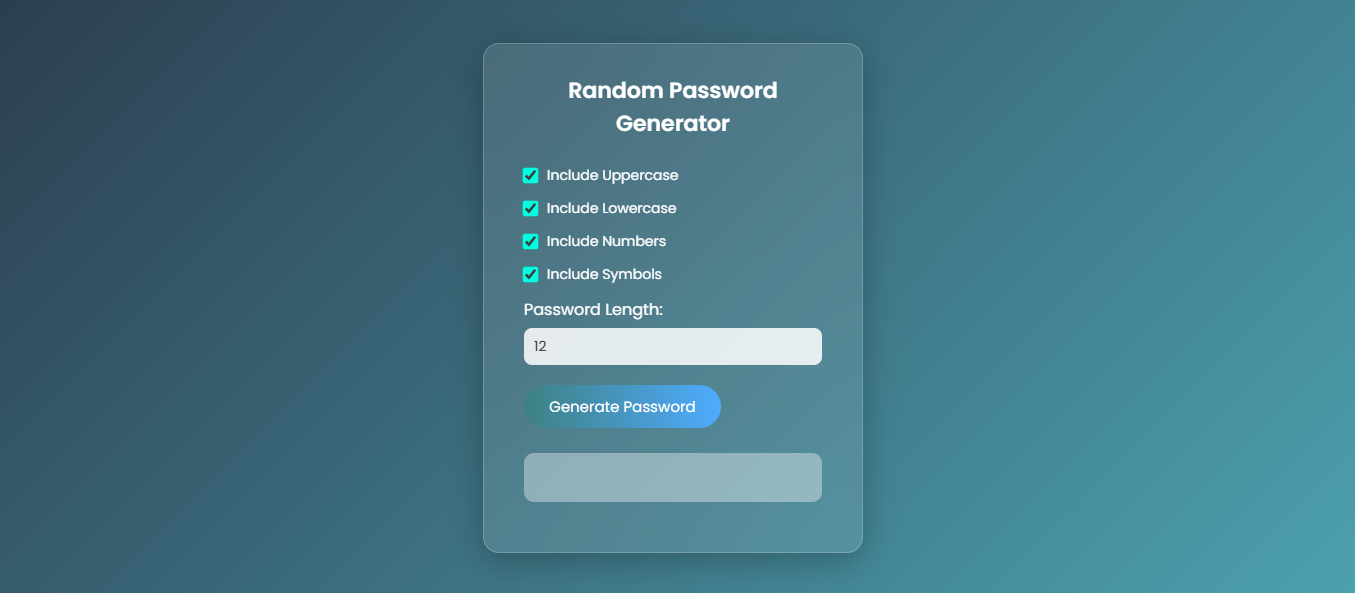 Random Password
Generator
Include Uppercase
Include Lowercase
Include Numbers
Include Symbols
Password Length:
12
Generate Password